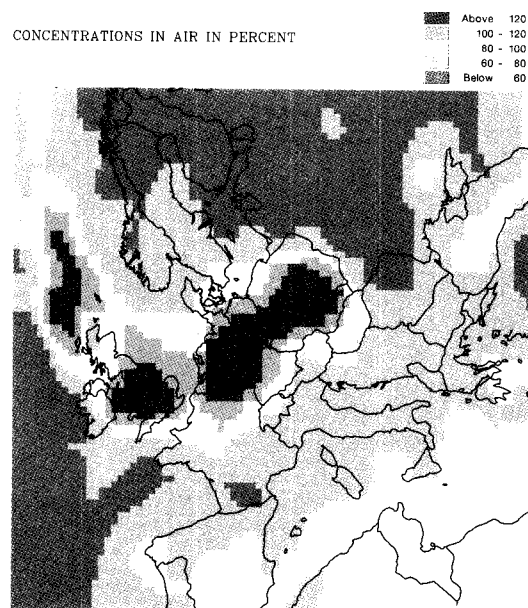 CONCENTRATIONS IN AIR IN PERCENT
Above 120
100 - 120
80 - 100
60 - 80
Below 60